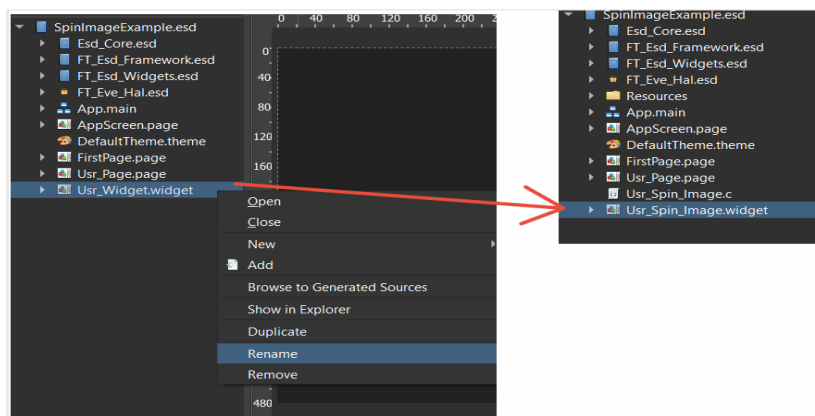 SpinImageExample.esd
Esd_Core.esd
FT_Esd_Framework.esd
FT_Esd_Widgets.esd
FT_Eve_Hal.esd
App.main
AppScreen.page
DefaultTheme.theme
FirstPage.page
Usr_Page.page
Usr_Widget.widget
0 40 80 120 160 200 2
0
40
80
120
160
480
Open
Close
New
Add
Browse to Generated Sources
Show in Explorer
Duplicate
Rename
Remove
SpinImageExample.esd
Esd_Core.esd
FT_Esd_Framework.esd
FT_Esd_Widgets.esd
FT_Eve_Hal.esd
Resources
App.main
AppScreen.page
DefaultTheme.theme
FirstPage.page
Usr_Page.page
Usr_Spin_Image.c
Usr_Spin_Image.widget